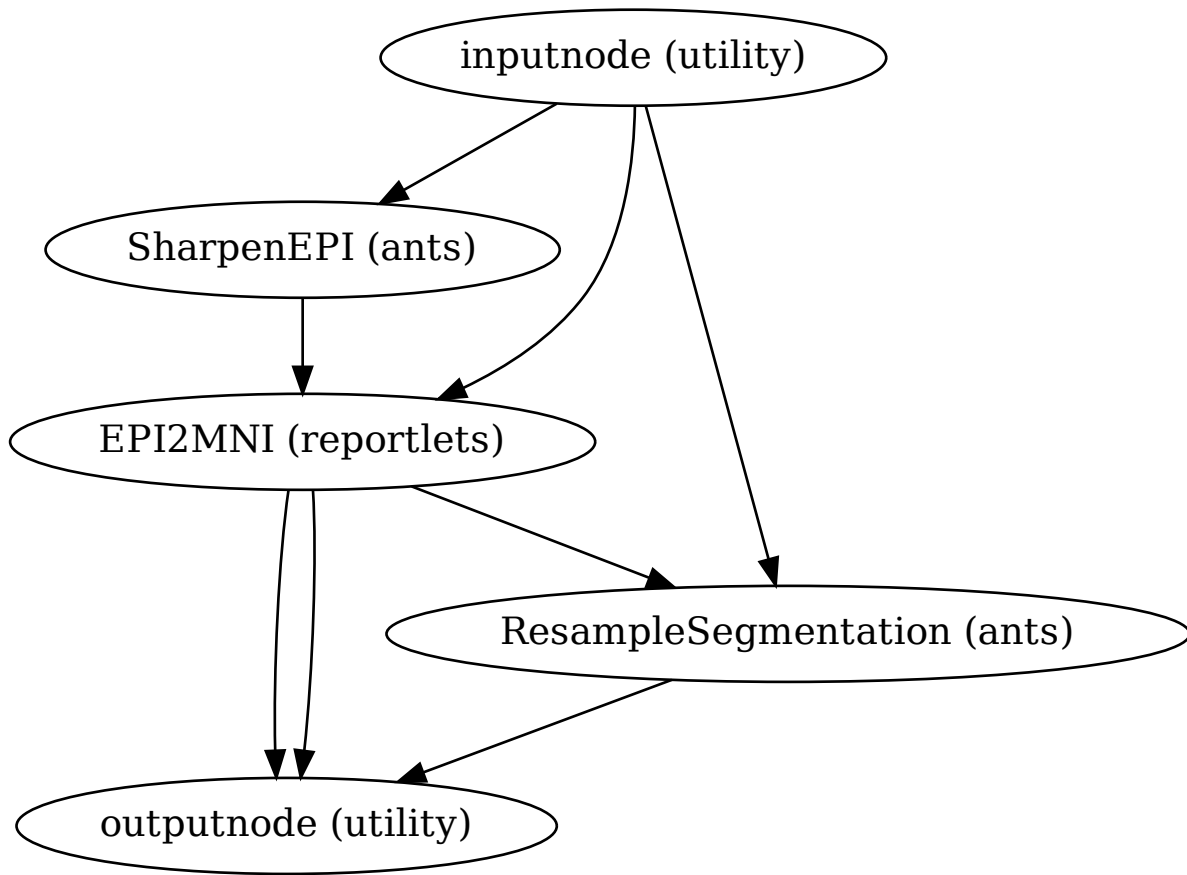 inputnode (utility)
SharpenEPI (ants)
EPI2MNI (reportlets)
ResampleSegmentation (ants)
outputnode (utility)